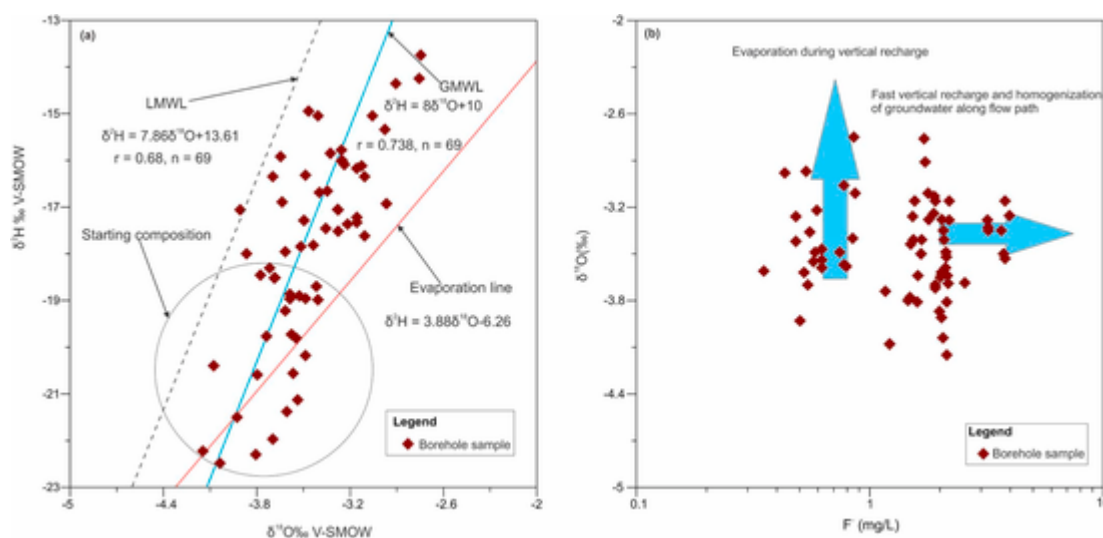 (a)
-13
-15
-17
-19
-21
-23
δ²H ‰ V-SMOW
-5
-4.4
-3.8
-3.2
-2.6
-2
δ¹⁸O‰ V-SMOW
LMWL
δ²H = 7.86δ¹⁸O+13.61
r = 0.68, n = 69
GMWL
δ²H = 8δ¹⁸O+10
r = 0.738, n = 69
Starting composition
Evaporation line
δ²H = 3.88δ¹⁸O-6.26
Legend
Borehole sample
(b)
-2
-2.6
-3.2
-3.8
-4.4
-5
δ¹⁸O(‰)
0.1
1
1
F⁻ (mg/L)
Evaporation during vertical recharge
Fast vertical recharge and homogenization
of groundwater along flow path
Legend
Borehole sample